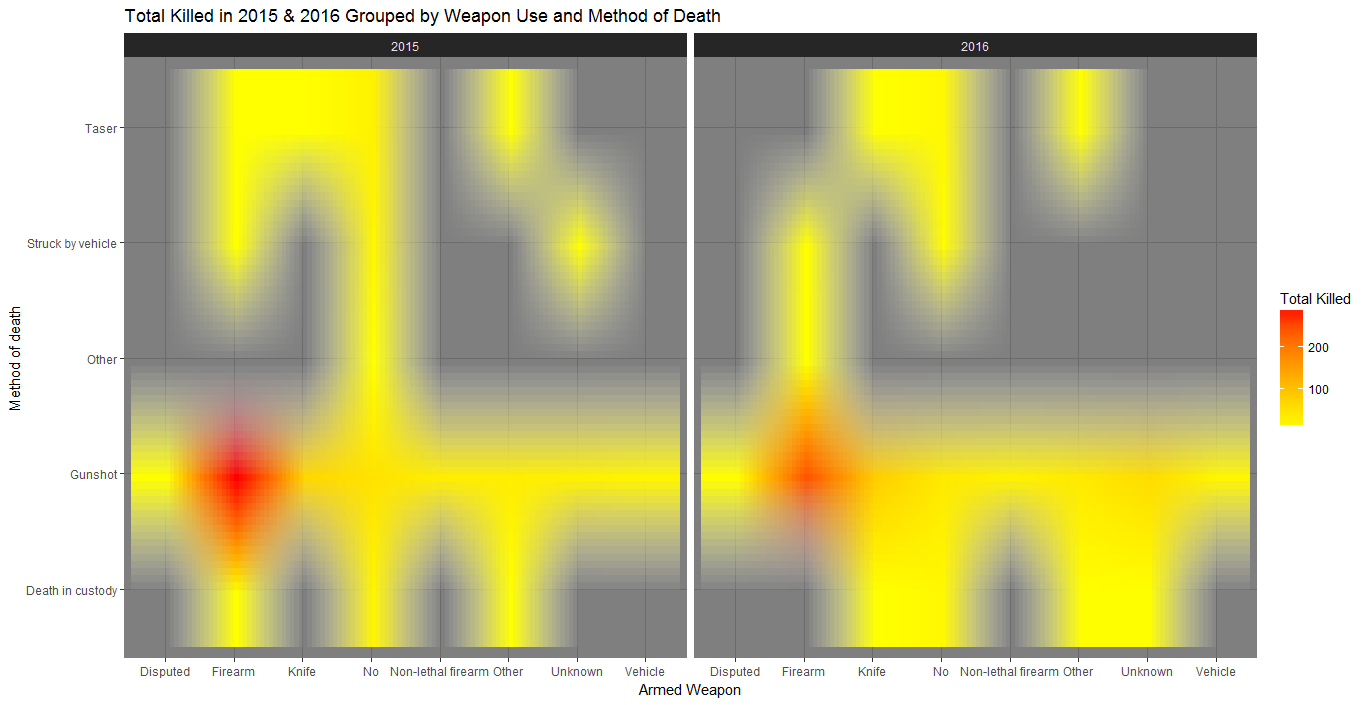 Total Killed in 2015 & 2016 Grouped by Weapon Use and Method of Death
2015 2016
Taser
Struck by vehicle
Other
Gunshot
Death in custody
Method of death
Disputed Firearm Knife No Non-lethal firearm Other Unknown Vehicle Disputed Firearm Knife No Non-lethal firearm Other Unknown Vehicle
Armed Weapon
Total Killed
200
100